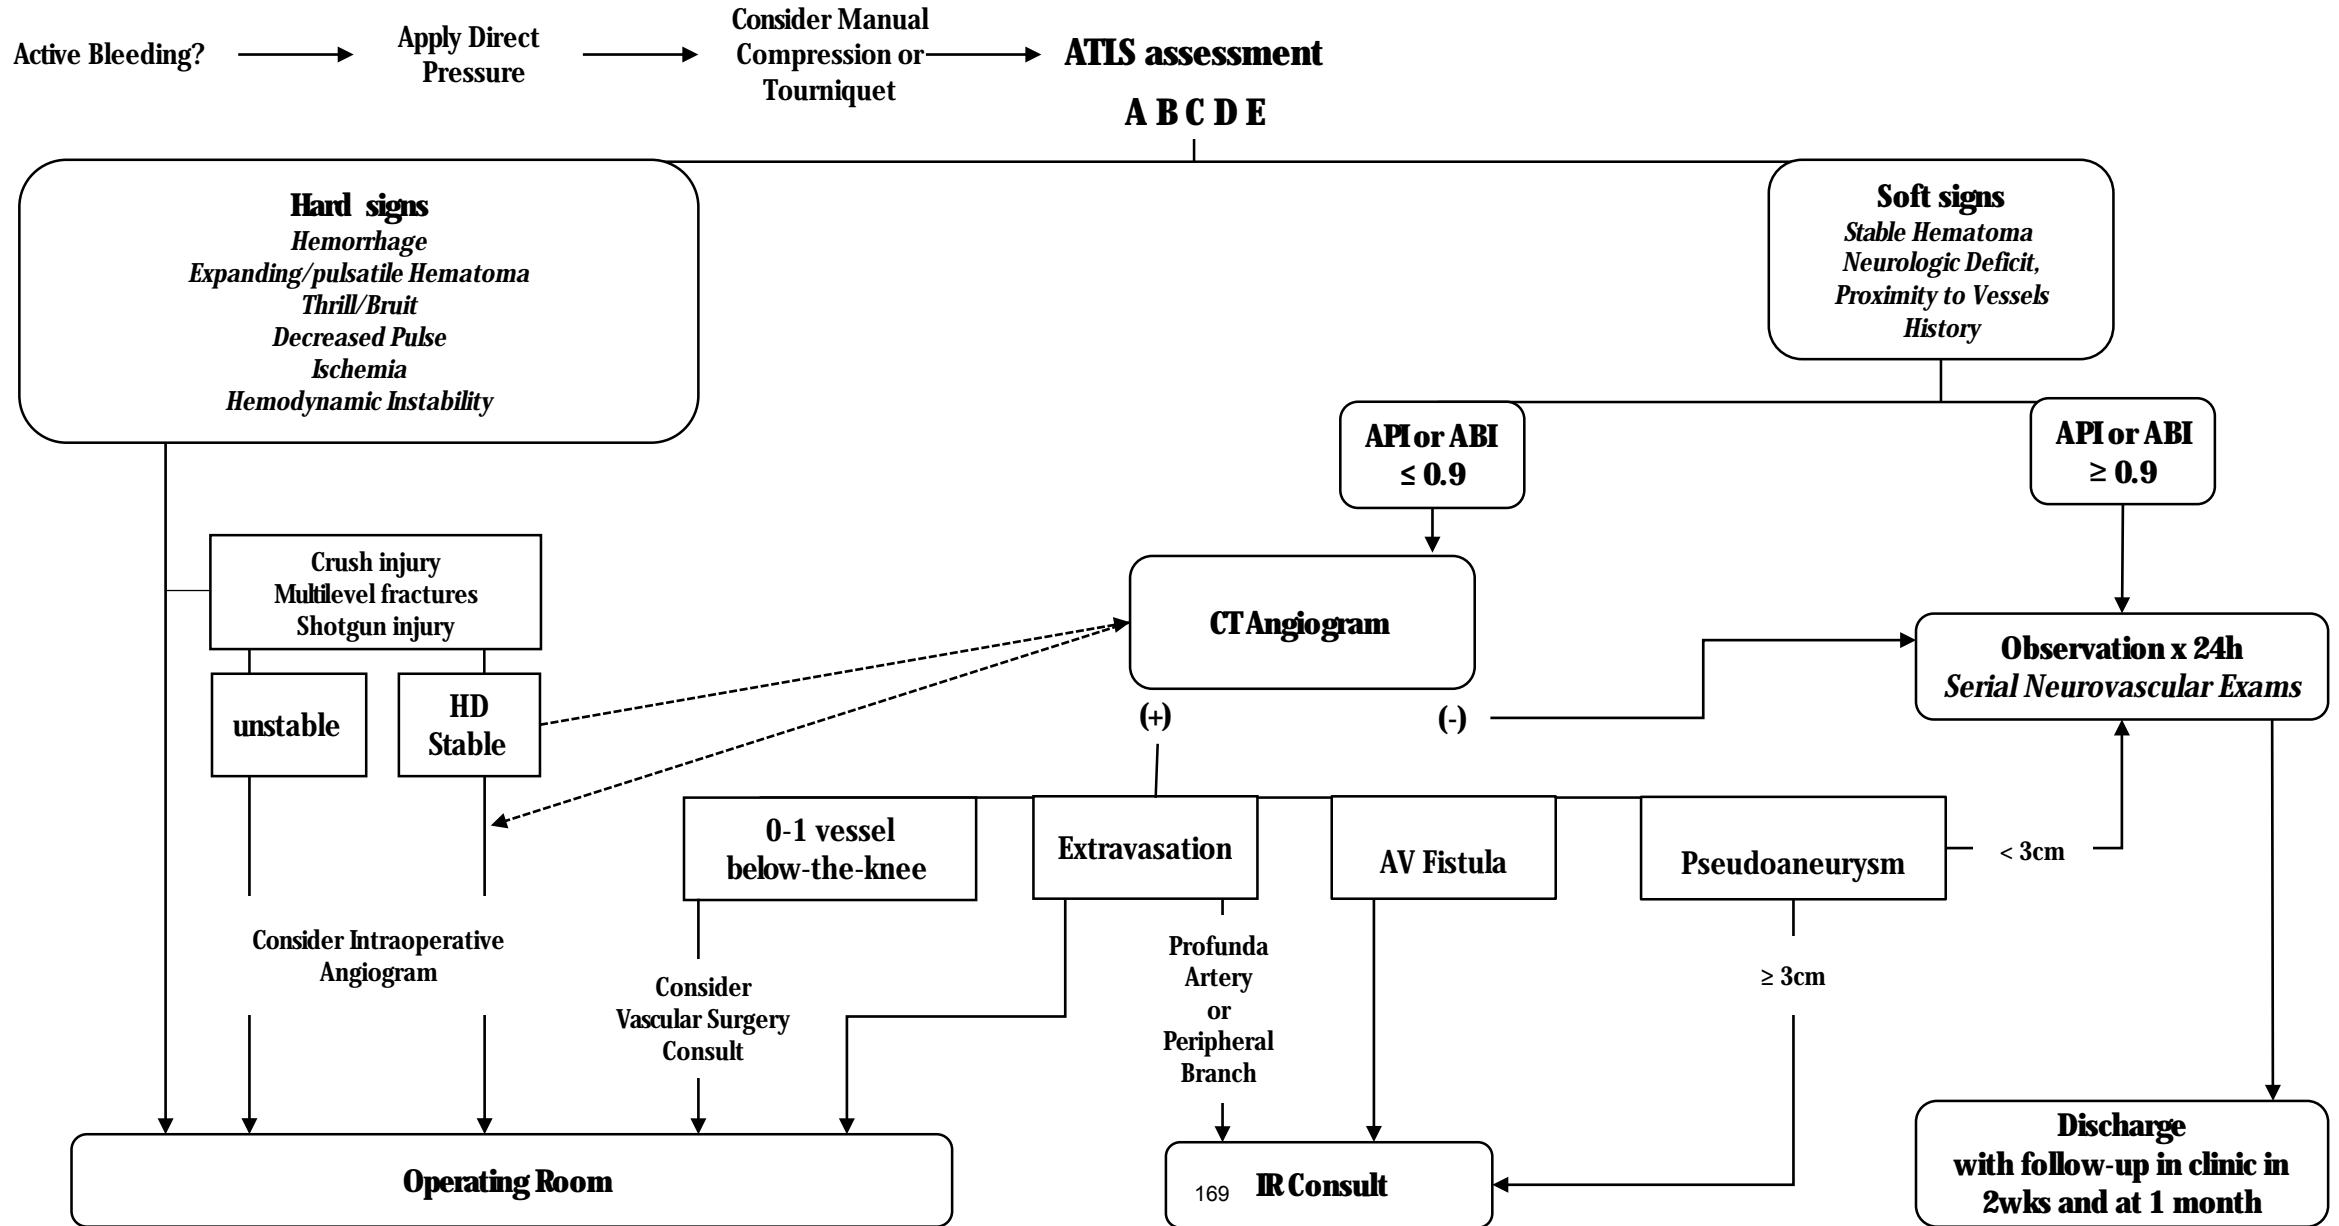 Active Bleeding?
Apply Direct
Pressure
Consider Manual
Compression or
Tourniquet
ATLS assessment
A B C D E
Hard signs
Hemorrhage
Expanding/pulsatile Hematoma
Thrill/Bruit
Decreased Pulse
Ischemia
Hemodynamic Instability
Soft signs
Stable Hematoma
Neurologic Deficit,
Proximity to Vessels
History
API or ABI
≤ 0.9
API or ABI
≥ 0.9
Crush injury
Multilevel fractures
Shotgun injury
unstable
HD
Stable
CT Angiogram
(+)
(-)
Observation x 24h
Serial Neurovascular Exams
0-1 vessel
below-the-knee
Extravasation
AV Fistula
Pseudoaneurysm
< 3cm
Consider Intraoperative
Angiogram
Consider
Vascular Surgery
Consult
Profunda
Artery
or
Peripheral
Branch
≥ 3cm
Operating Room
169
IR Consult
Discharge
with follow-up in clinic in
2wks and at 1 month